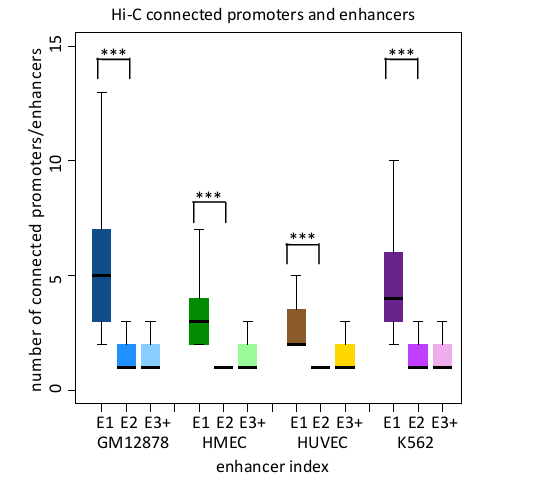 Hi-C connected promoters and enhancers
number of connected promoters/enhancers
15
10
5
0
***
***
***
***
E1 E2 E3+ E1 E2 E3+ E1 E2 E3+ E1 E2 E3+
GM12878 HMEC HUVEC K562
enhancer index